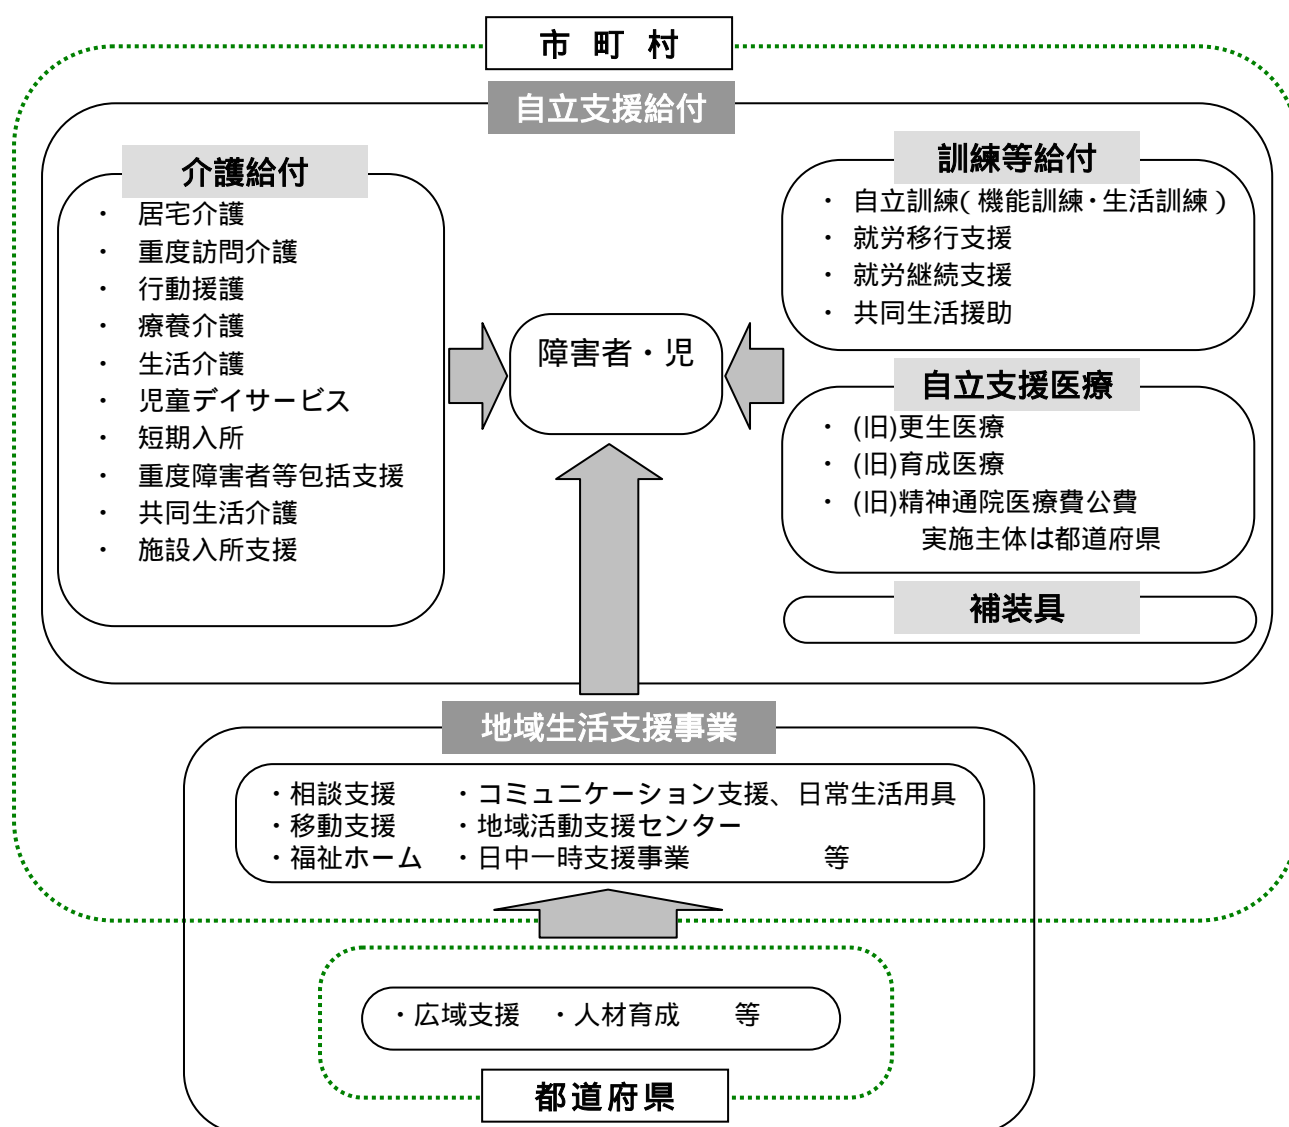 市 町 村
自立支援給付
介護給付
・ 居宅介護
・ 重度訪問介護
・ 行動援護
・ 療養介護
・ 生活介護
・ 児童デイサービス
・ 短期入所
・ 重度障害者等包括支援
・ 共同生活介護
・ 施設入所支援
障害者・児
訓練等給付
・ 自立訓練(機能訓練・生活訓練)
・ 就労移行支援
・ 就労継続支援
・ 共同生活援助
自立支援医療
・ (旧)更生医療
・ (旧)育成医療
・ (旧)精神通院医療費公費
実施主体は都道府県
補装具
地域生活支援事業
・相談支援 ・コミュニケーション支援、日常生活用具
・移動支援 ・地域活動支援センター
・福祉ホーム ・日中一時支援事業 等
・広域支援 ・人材育成 等
都道府県